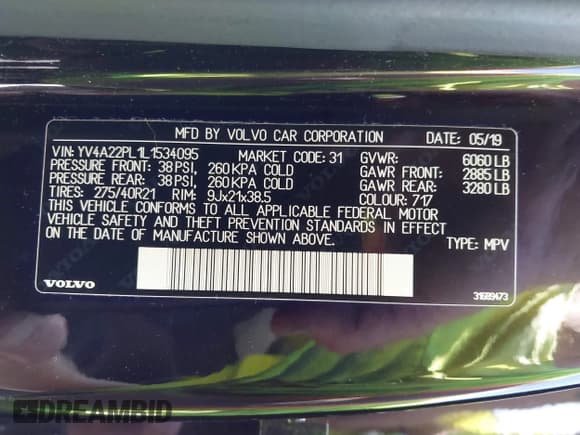 MFD BY VOLVO CAR CORPORATION DATE: 05/19
VIN: YV4A22PL1L1534095 MARKET CODE: 31 GVWR: 6060 LB
PRESSURE FRONT: 38 PSI, 260 KPA COLD GAWR FRONT: 2885 LB
PRESSURE REAR: 38 PSI, 260 KPA COLD GAWR REAR: 3280 LB
TIRES: 275/40R21 RIM: 9Jx21x38.5 COLOUR: 717
THIS VEHICLE CONFORMS TO ALL APPLICABLE FEDERAL MOTOR
VEHICLE SAFETY AND THEFT PREVENTION STANDARDS IN EFFECT
ON THE DATE OF MANUFACTURE SHOWN ABOVE. TYPE: MPV
VOLVO 31689473
DREAMBID